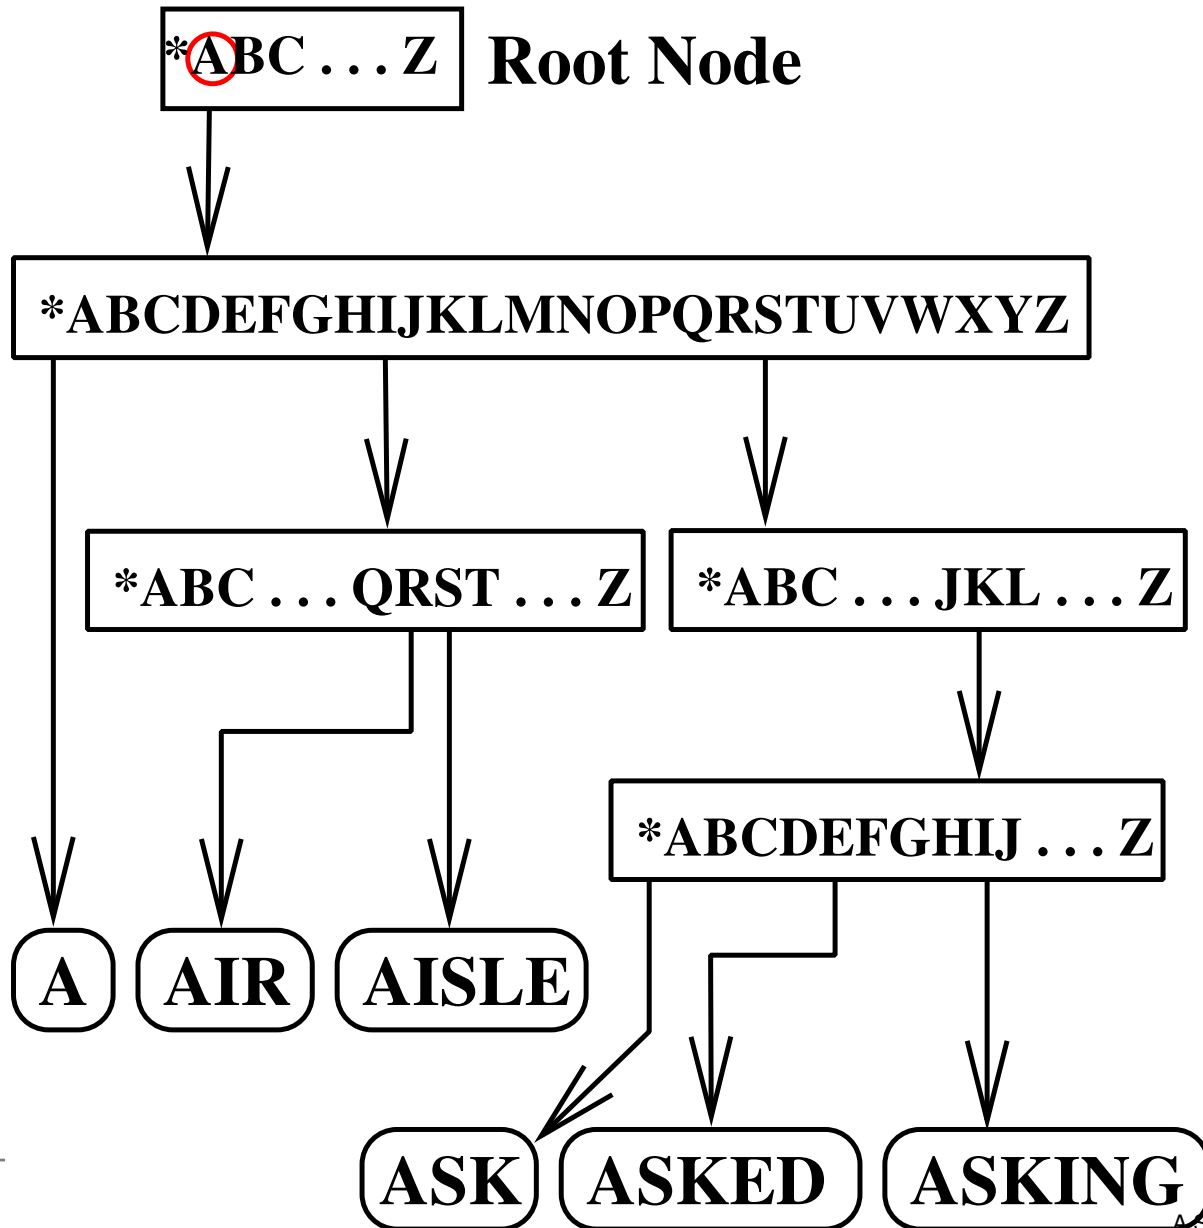 *ABC . . . Z Root Node
*ABCDEFGHIJKLMNOPQRSTUVWXYZ
*ABC . . . QRST . . . Z *ABC . . . JKL . . . Z
*ABCDEFGHIJ . . . Z
A AIR AISLE
ASK ASKED ASKING